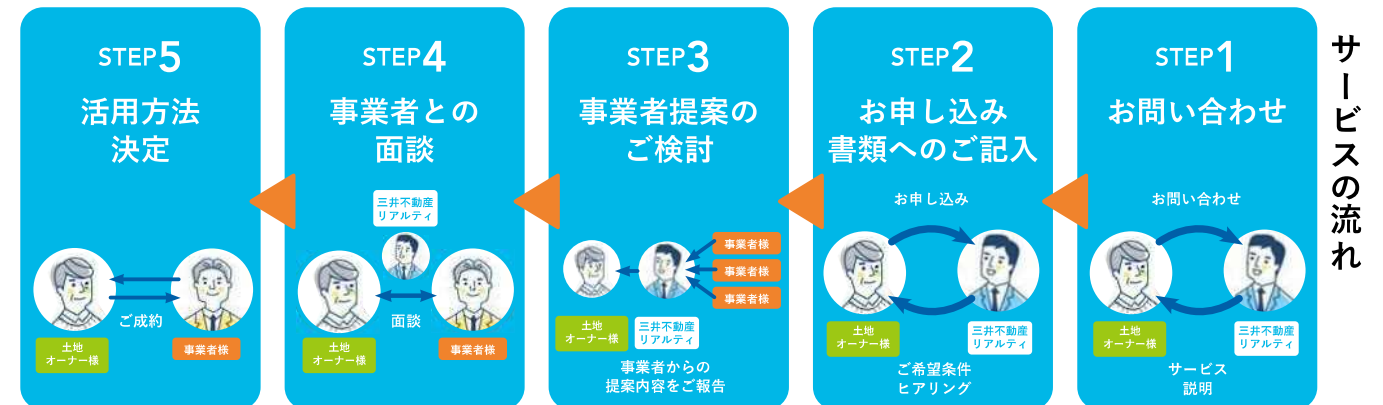 サービスの流れ
STEP1
お問い合わせ
お問い合わせ
土地
オーナー様
三井不動産
リアルティ
サービス
説明
STEP2
お申し込み
書類へのご記入
お申し込み
土地
オーナー様
三井不動産
リアルティ
ご希望条件
ヒアリング
STEP3
事業者提案の
ご検討
事業者様
事業者様
事業者様
土地
オーナー様
三井不動産
リアルティ
事業者からの
提案内容をご報告
STEP4
事業者との
面談
三井不動産
リアルティ
面談
土地
オーナー様
事業者様
STEP5
活用方法
決定
ご成約
土地
オーナー様
事業者様